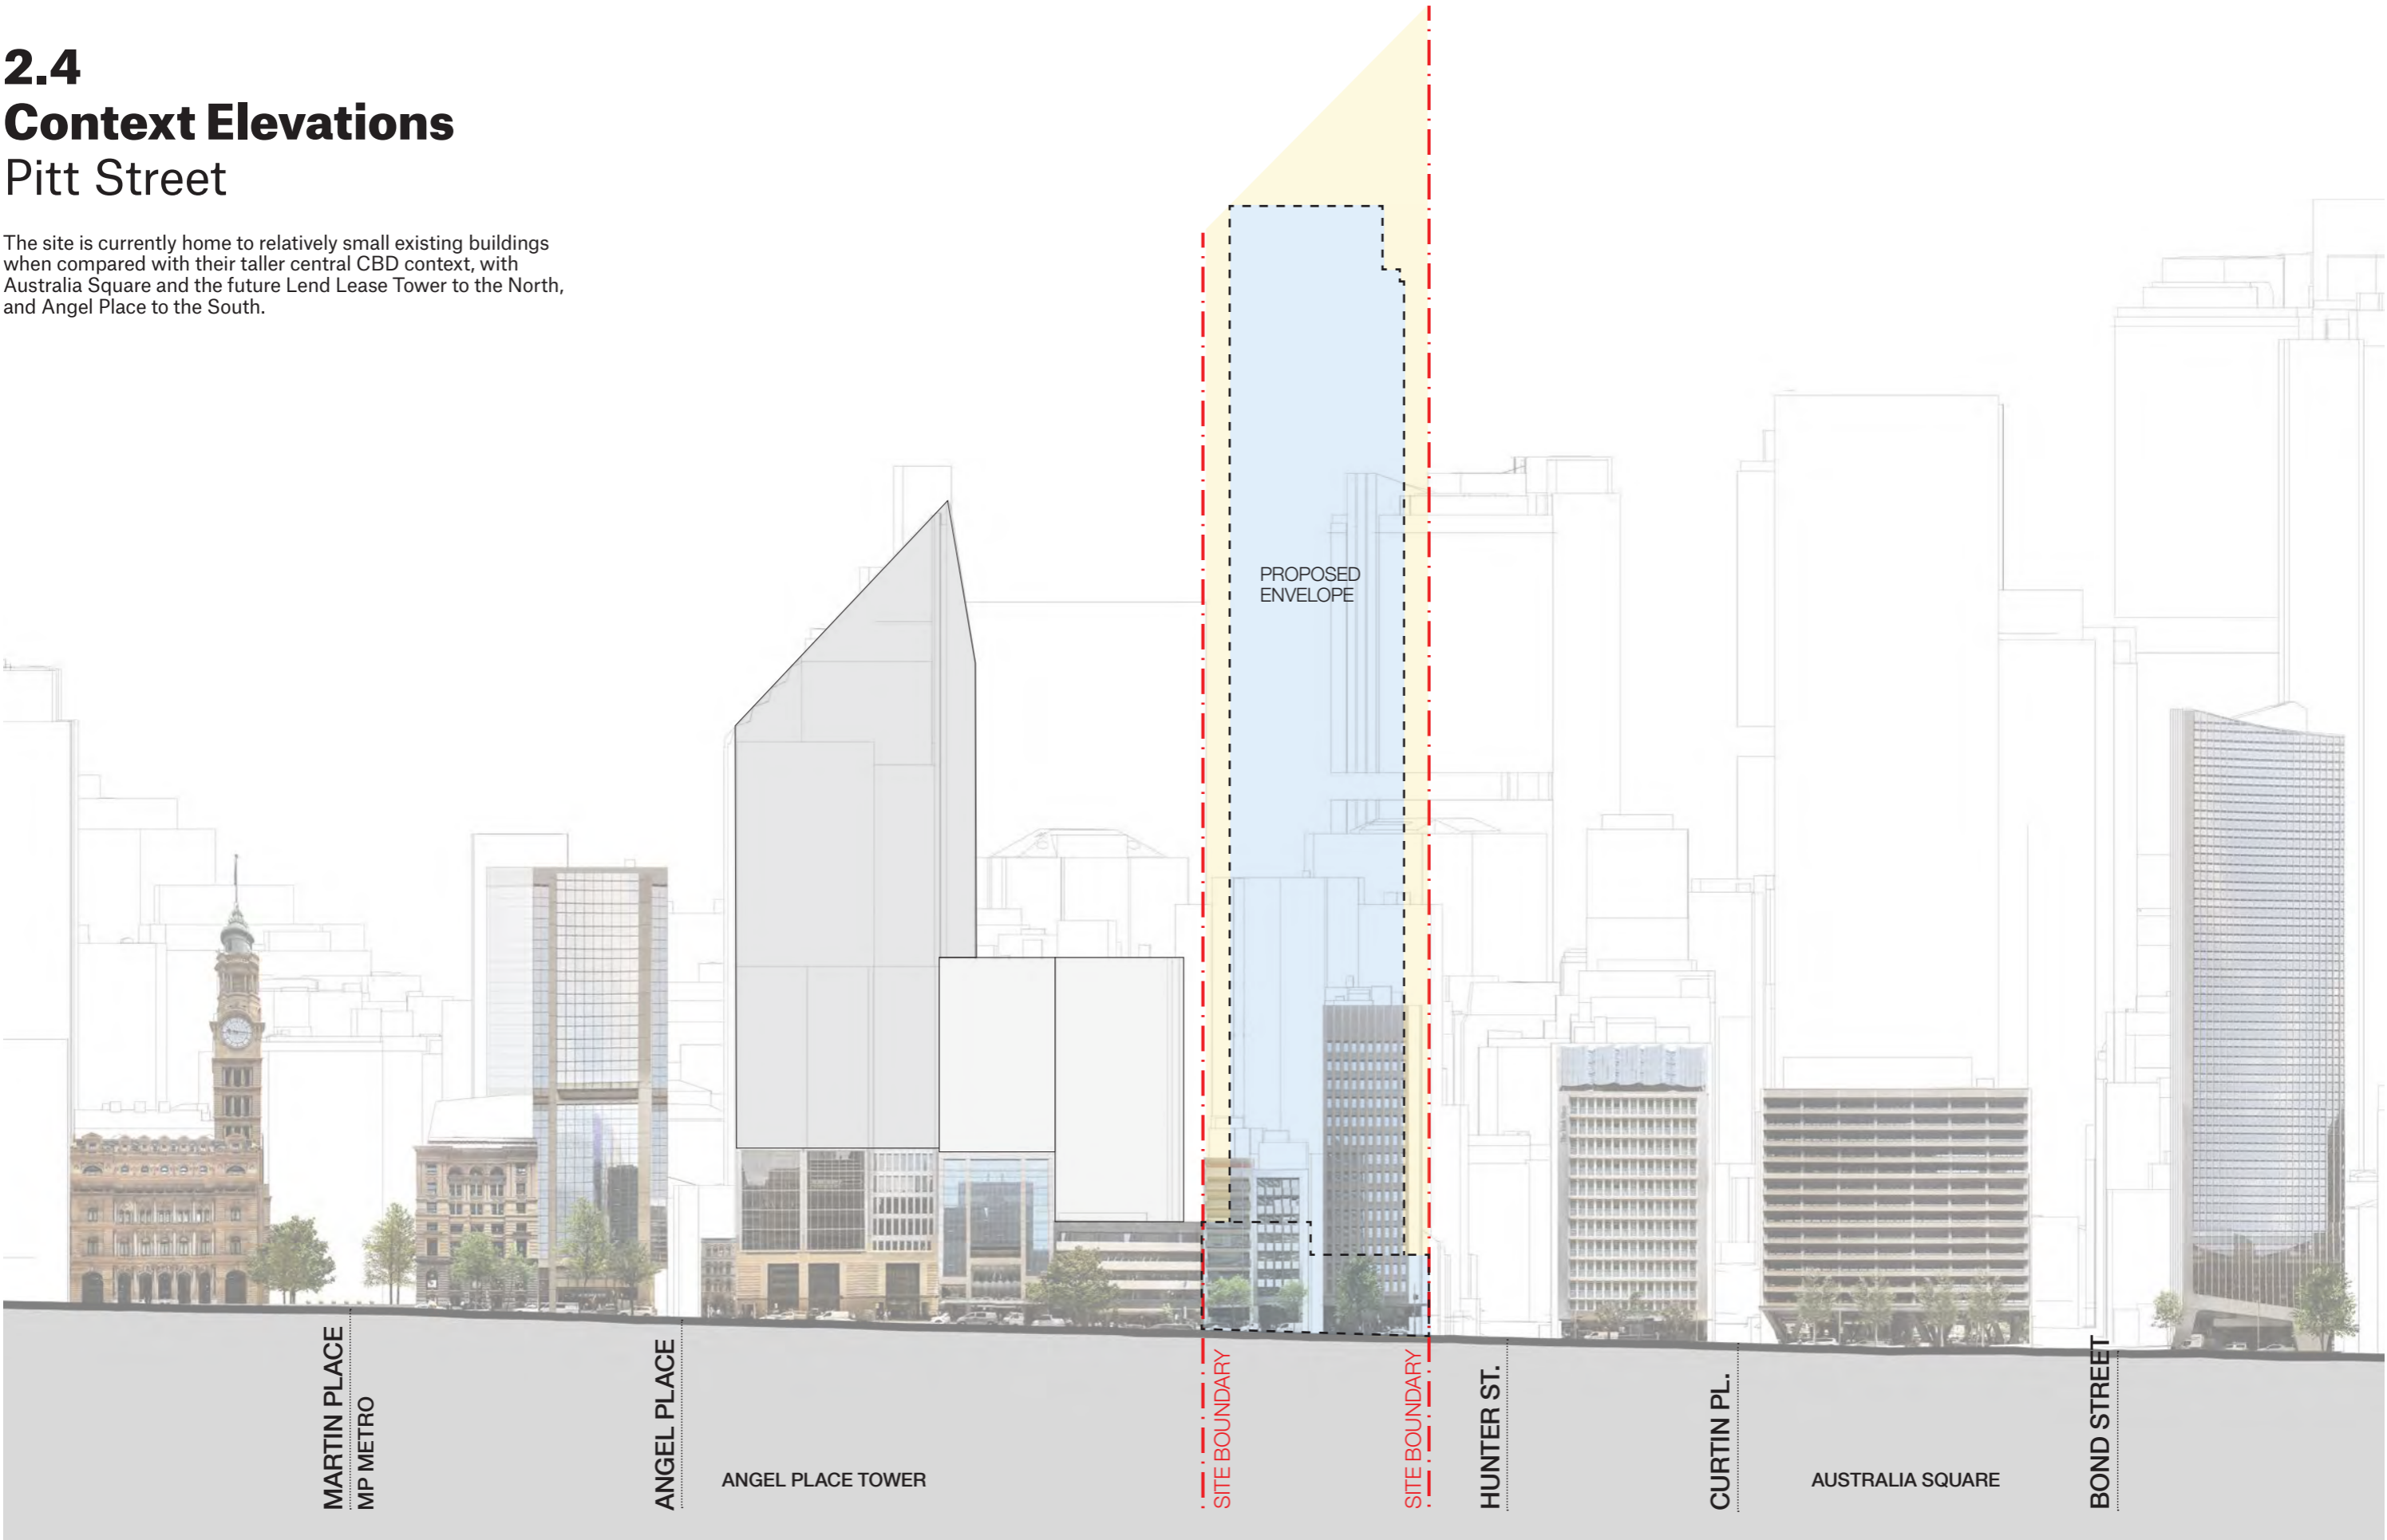 2.4
Context Elevations
Pitt Street
The site is currently home to relatively small existing buildings
when compared with their taller central CBD context, with
Australia Square and the future Lend Lease Tower to the North,
and Angel Place to the South.
PROPOSED
ENVELOPE
MARTIN PLACE
MP METRO
ANGEL PLACE
ANGEL PLACE TOWER
SITE BOUNDARY
SITE BOUNDARY
HUNTER ST.
CURTIN PL.
AUSTRALIA SQUARE
BOND STREET